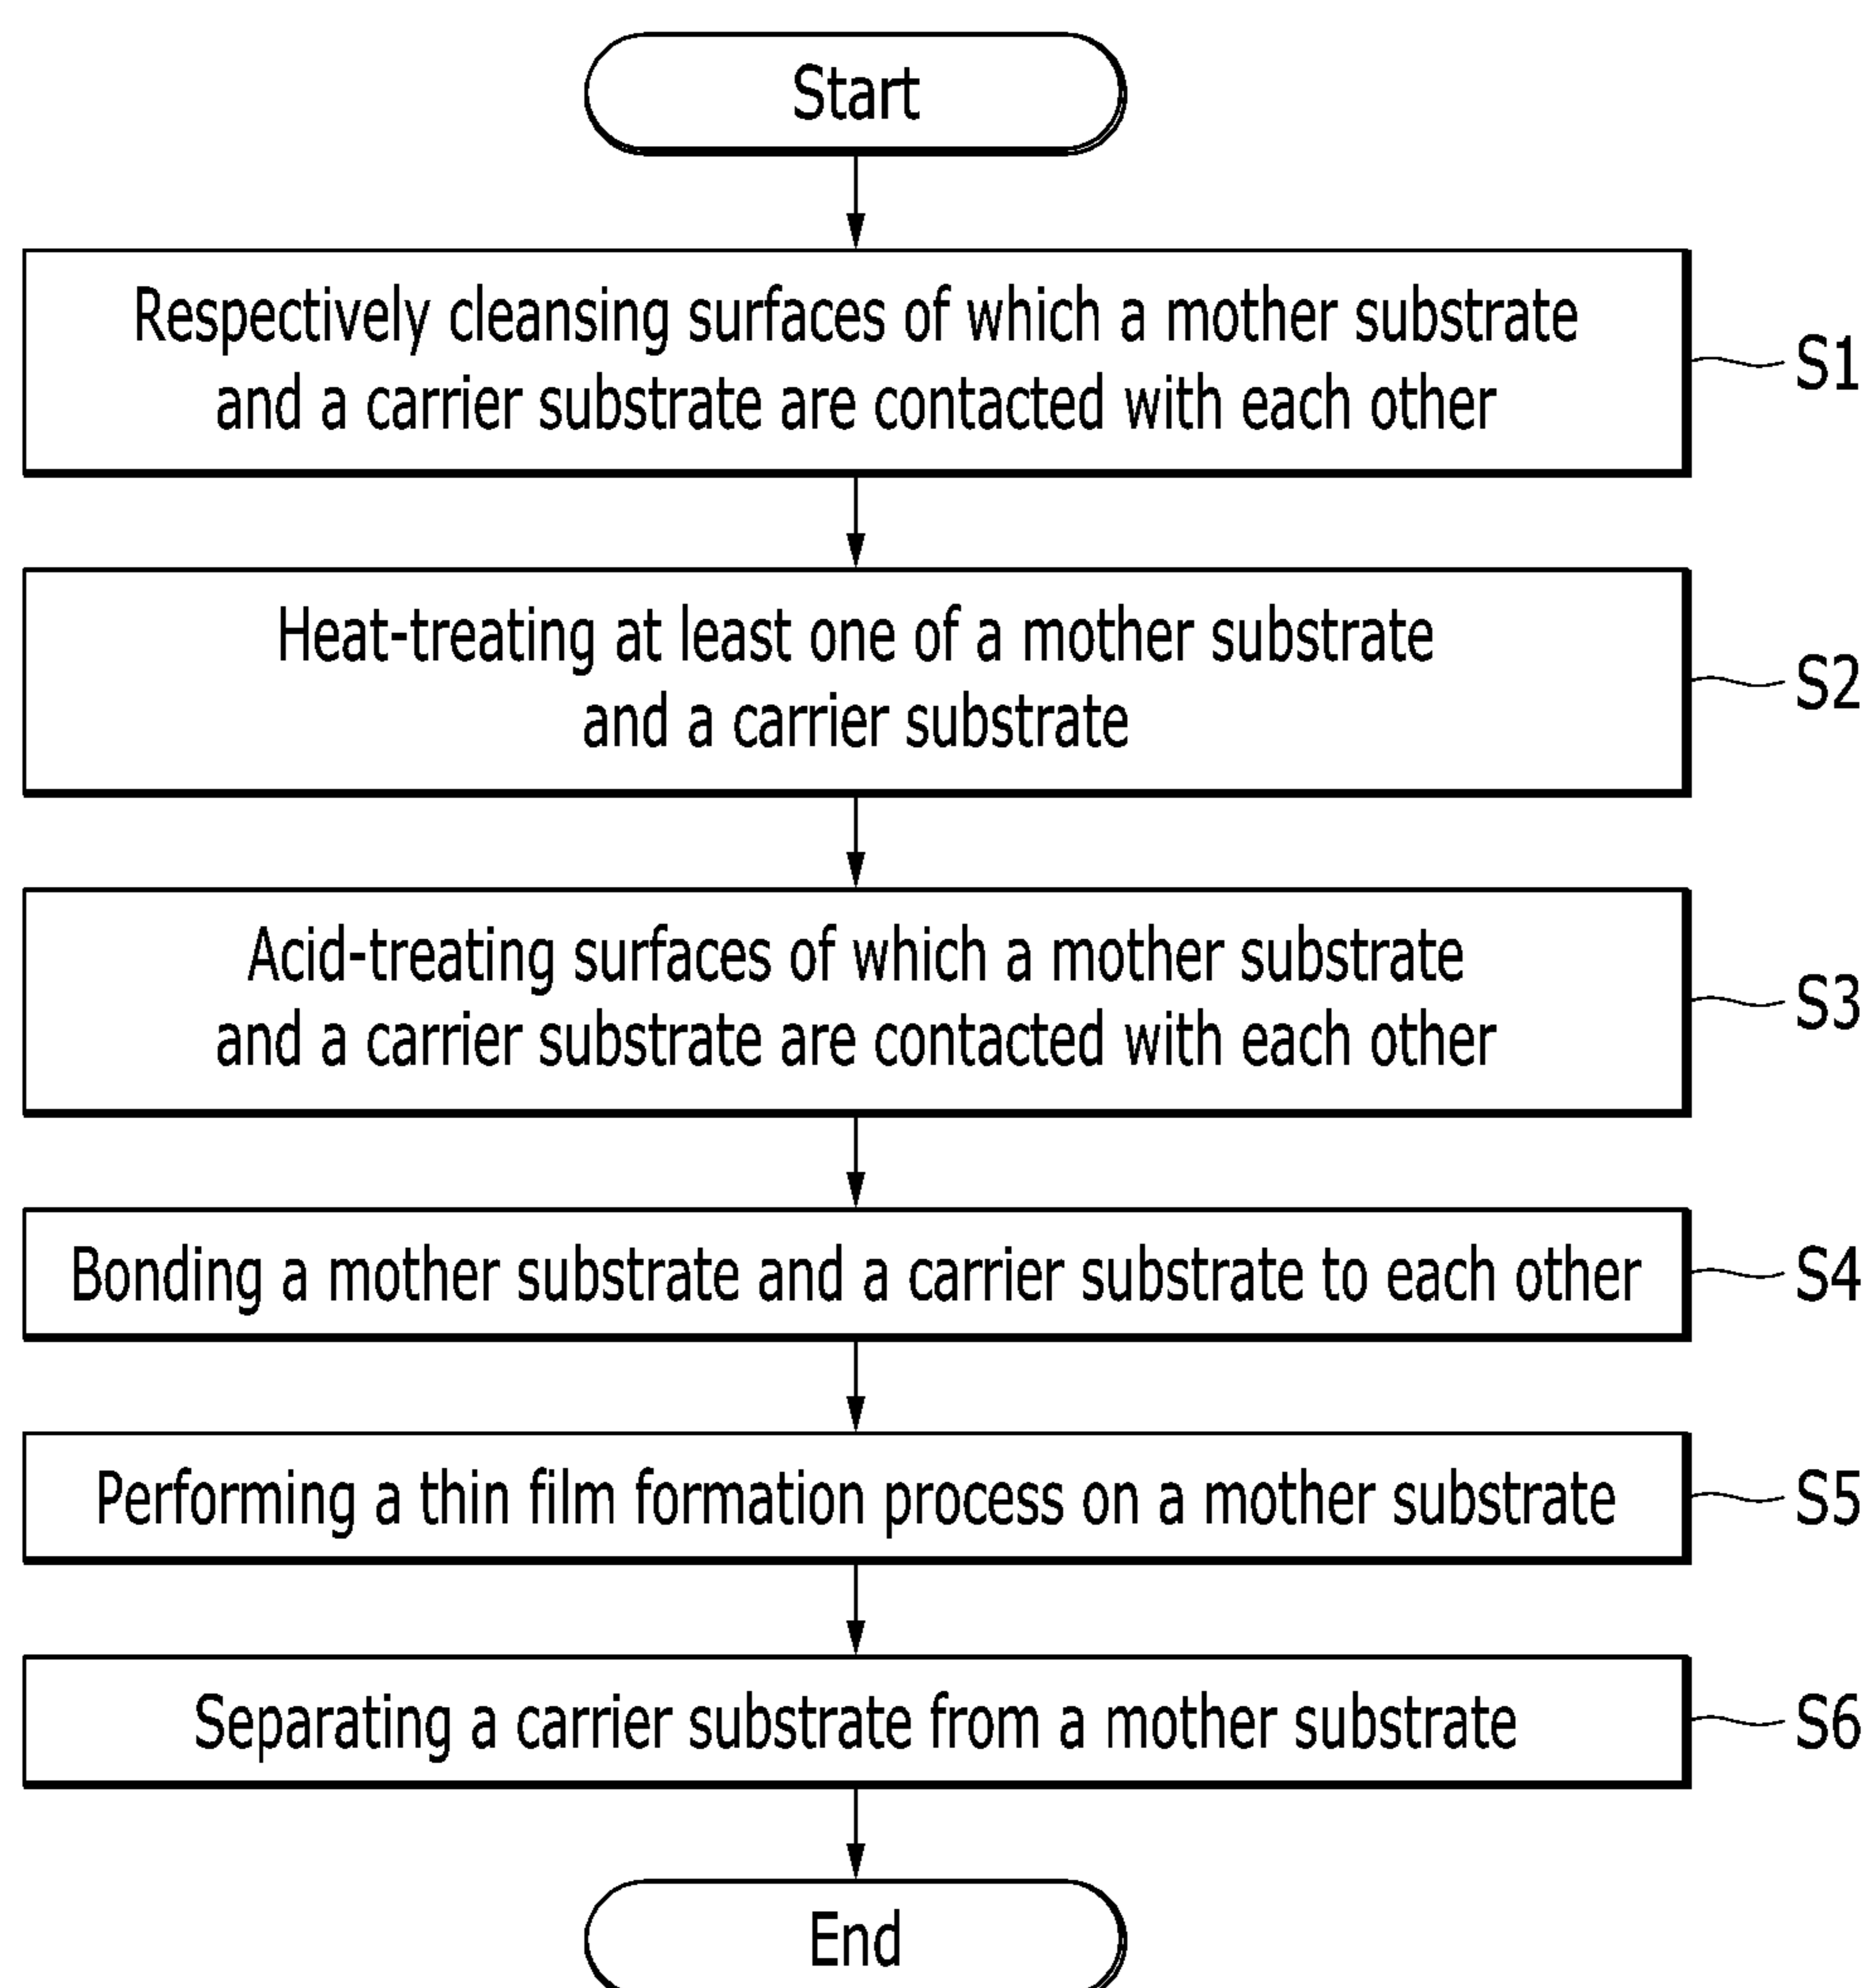 Start
Respectively cleansing surfaces of which a mother substrate
and a carrier substrate are contacted with each other
S1
Heat-treating at least one of a mother substrate
and a carrier substrate
S2
Acid-treating surfaces of which a mother substrate
and a carrier substrate are contacted with each other
S3
Bonding a mother substrate and a carrier substrate to each other
S4
Performing a thin film formation process on a mother substrate
S5
Separating a carrier substrate from a mother substrate
S6
End